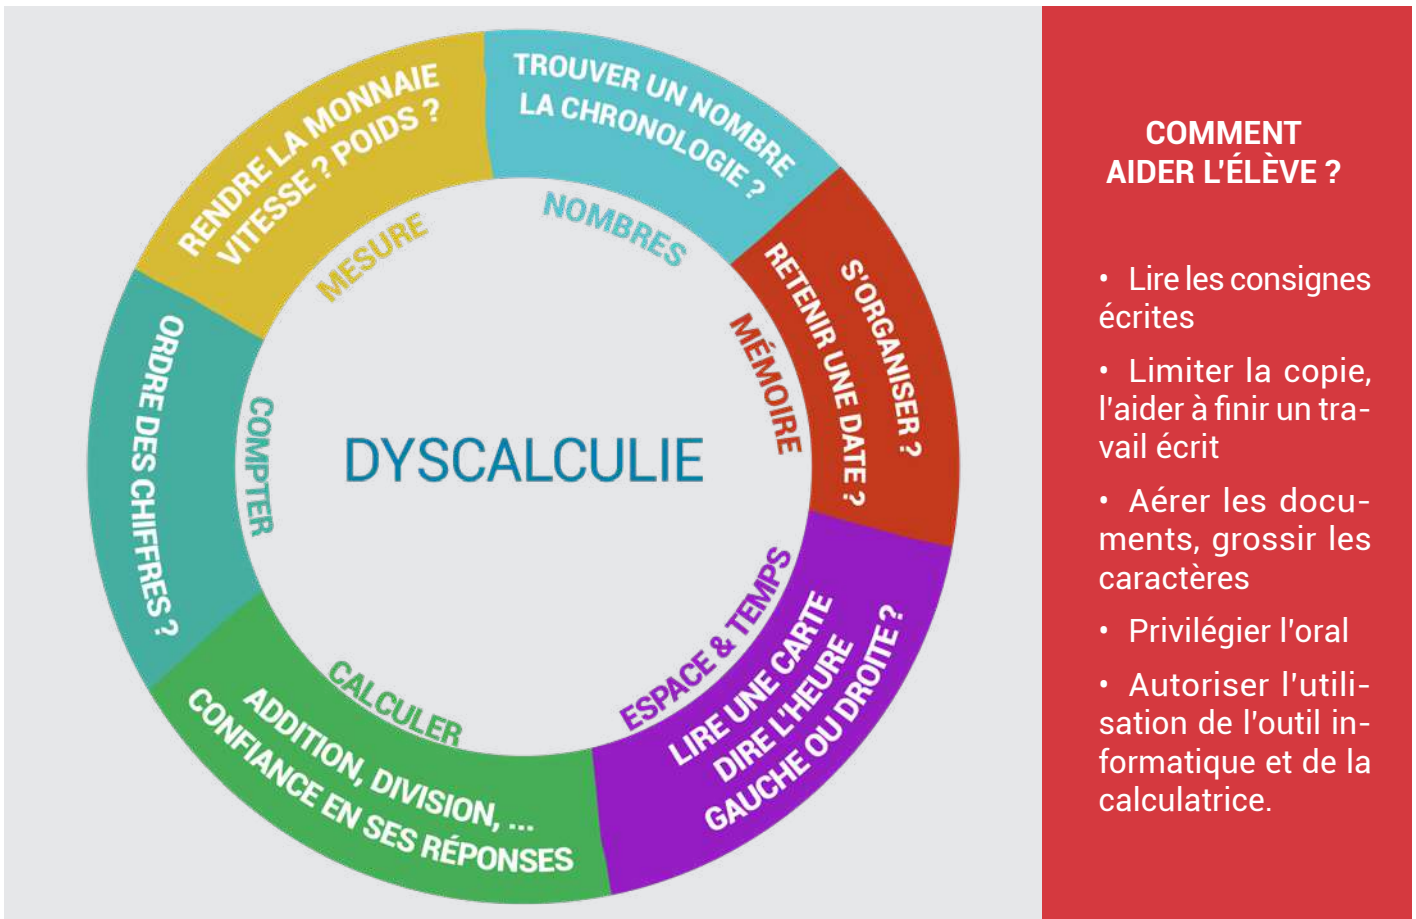 RENDRE LA MONNAIE
VITESSE ? POIDS ?
MESURE
TROUVER UN NOMBRE
LA CHRONOLOGIE ?
NOMBRES
S'ORGANISER ?
RETENIR UNE DATE ?
MÉMOIRE
ORDRE DES CHIFFRES ?
COMPTER
DYSCALCULIE
ESPACE & TEMPS
LIRE UNE CARTE
DIRE L'HEURE
GAUCHE OU DROITE ?
CALCULER
ADDITION, DIVISION, ...
CONFIANCE EN SES RÉPONSES
COMMENT
AIDER L'ÉLÈVE ?
• Lire les consignes
écrites
• Limiter la copie,
l'aider à finir un tra-
vail écrit
• Aérer les docu-
ments, grossir les
caractères
• Privilégier l'oral
• Autoriser l'utili-
sation de l'outil in-
formatique et de la
calculatrice.